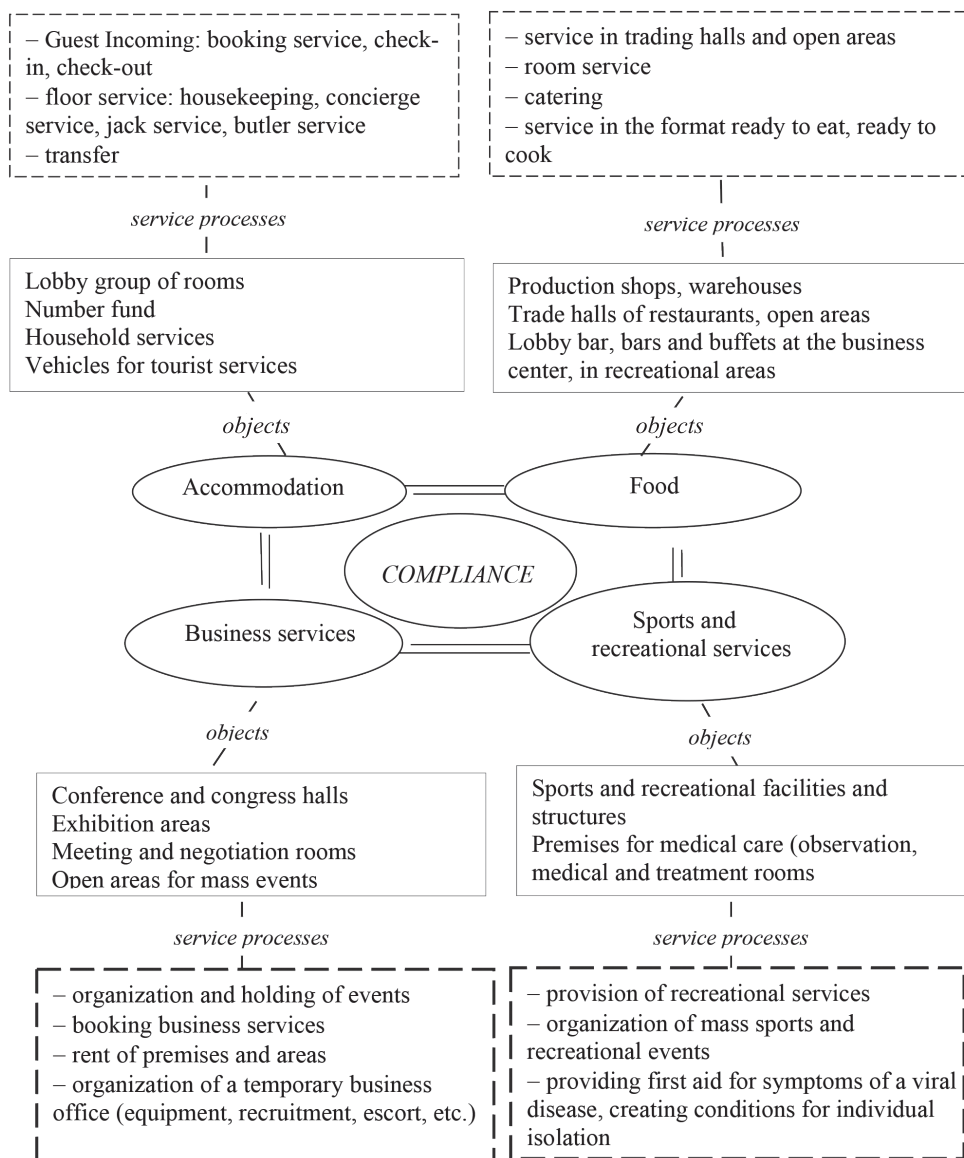 – Guest Incoming: booking service, check-
in, check-out
– floor service: housekeeping, concierge
service, jack service, butler service
– transfer
– service in trading halls and open areas
– room service
– catering
– service in the format ready to eat, ready to
cook
service processes
service processes
Lobby group of rooms
Number fund
Household services
Vehicles for tourist services
Production shops, warehouses
Trade halls of restaurants, open areas
Lobby bar, bars and buffets at the business
center, in recreational areas
objects
objects
Accommodation
Food
COMPLIANCE
Business services
Sports and
recreational services
objects
objects
Conference and congress halls
Exhibition areas
Meeting and negotiation rooms
Open areas for mass events
Sports and recreational facilities and
structures
Premises for medical care (observation,
medical and treatment rooms
service processes
service processes
– organization and holding of events
– booking business services
– rent of premises and areas
– organization of a temporary business
office (equipment, recruitment, escort, etc.)
– provision of recreational services
– organization of mass sports and
recreational events
– providing first aid for symptoms of a viral
disease, creating conditions for individual
isolation